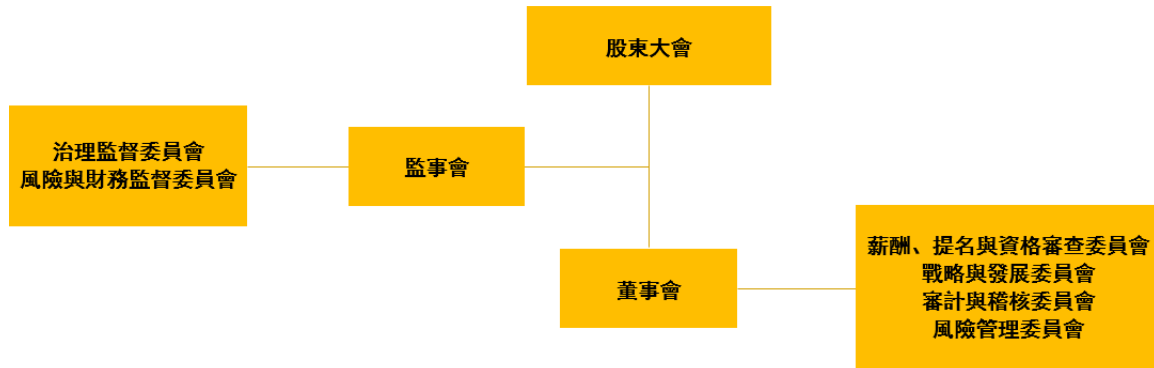 股東大會
治理監督委員會
風險與財務監督委員會
監事會
董事會
薪酬、提名與資格審查委員會
戰略與發展委員會
審計與稽核委員會
風險管理委員會